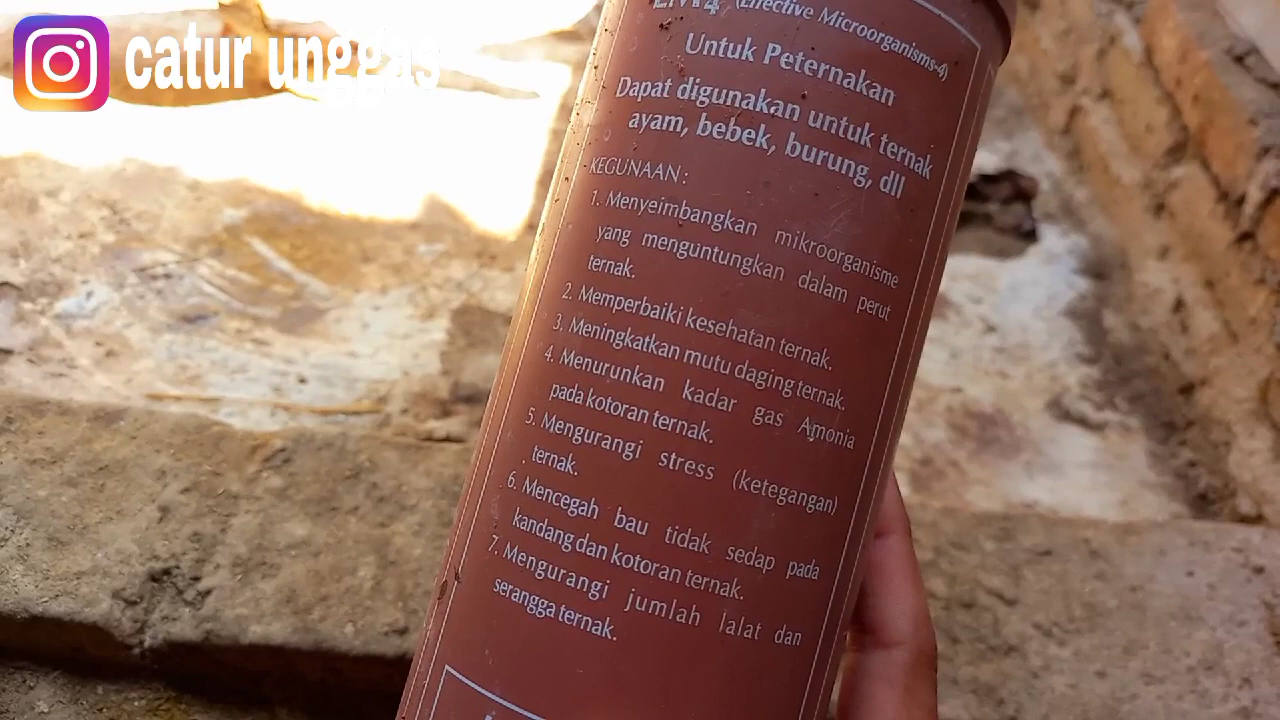 catur unggas
EM4 (Effective Microorganisms-4)
Untuk Peternakan
Dapat digunakan untuk ternak
ayam, bebek, burung, dll
KEGUNAAN :
1. Menyeimbangkan mikroorganisme
yang menguntungkan dalam perut
ternak.
2. Memperbaiki kesehatan ternak.
3. Meningkatkan mutu daging ternak.
4. Menurunkan kadar gas Amonia
pada kotoran ternak.
5. Mengurangi stress (ketegangan)
ternak.
6. Mencegah bau tidak sedap pada
kandang dan kotoran ternak.
7. Mengurangi jumlah lalat dan
serangga ternak.